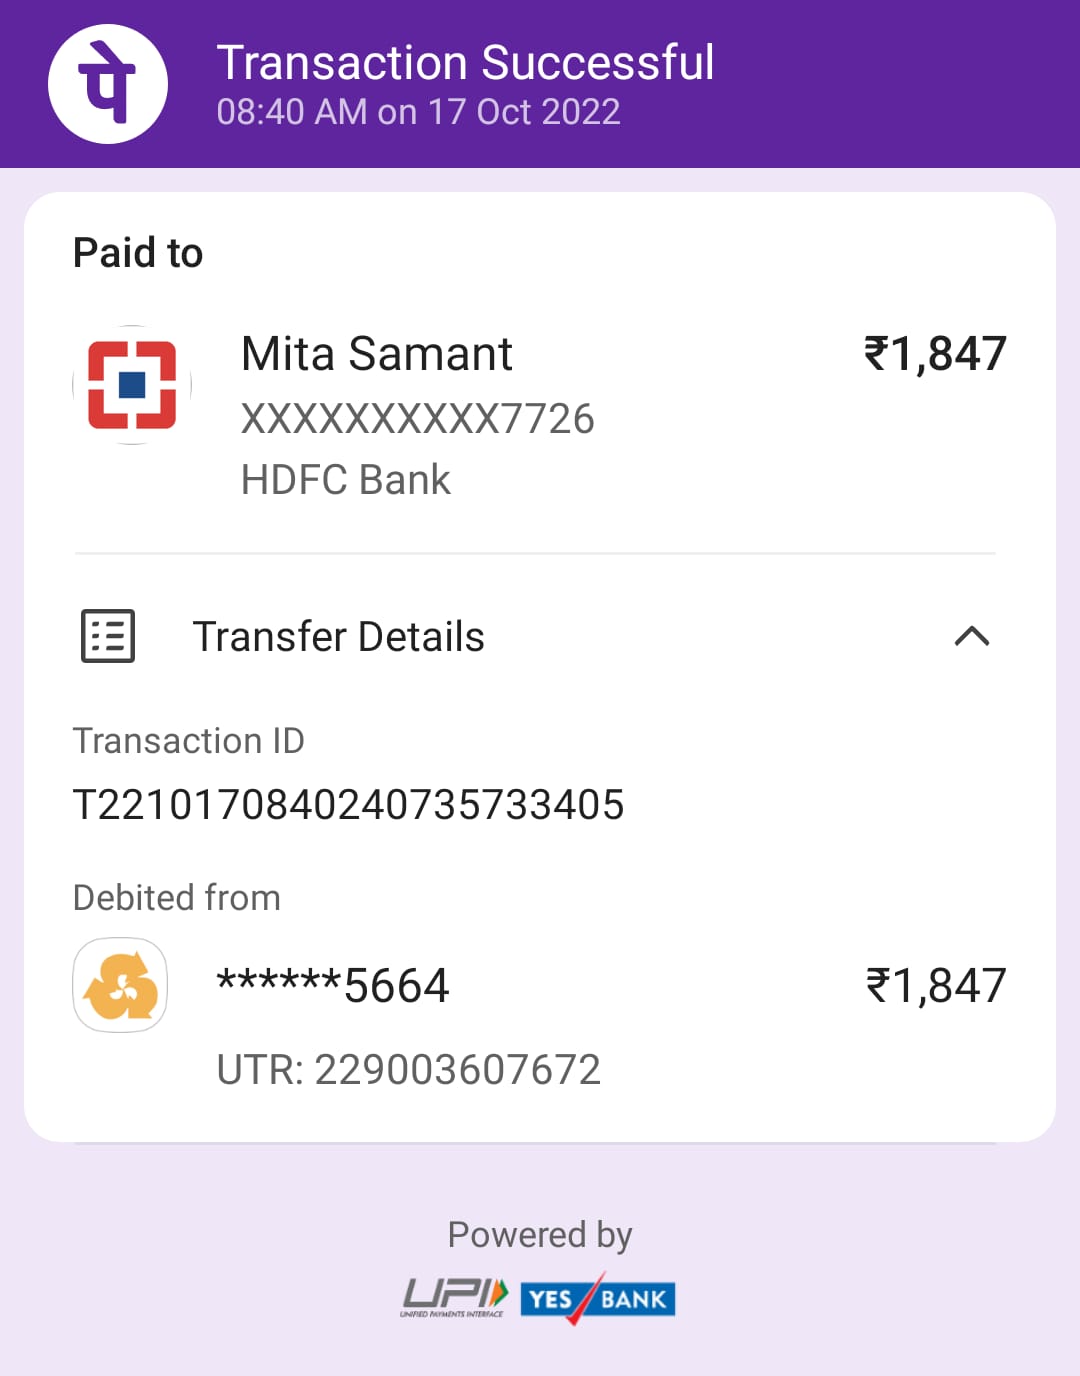 पे
Transaction Successful
08:40 AM on 17 Oct 2022
Paid to
Mita Samant
₹1,847
XXXXXXXXXX7726
HDFC Bank
Transfer Details
Transaction ID
T2210170840240735733405
Debited from
******5664
₹1,847
UTR: 229003607672
Powered by
UPI
UNIFIED PAYMENTS INTERFACE
YES BANK